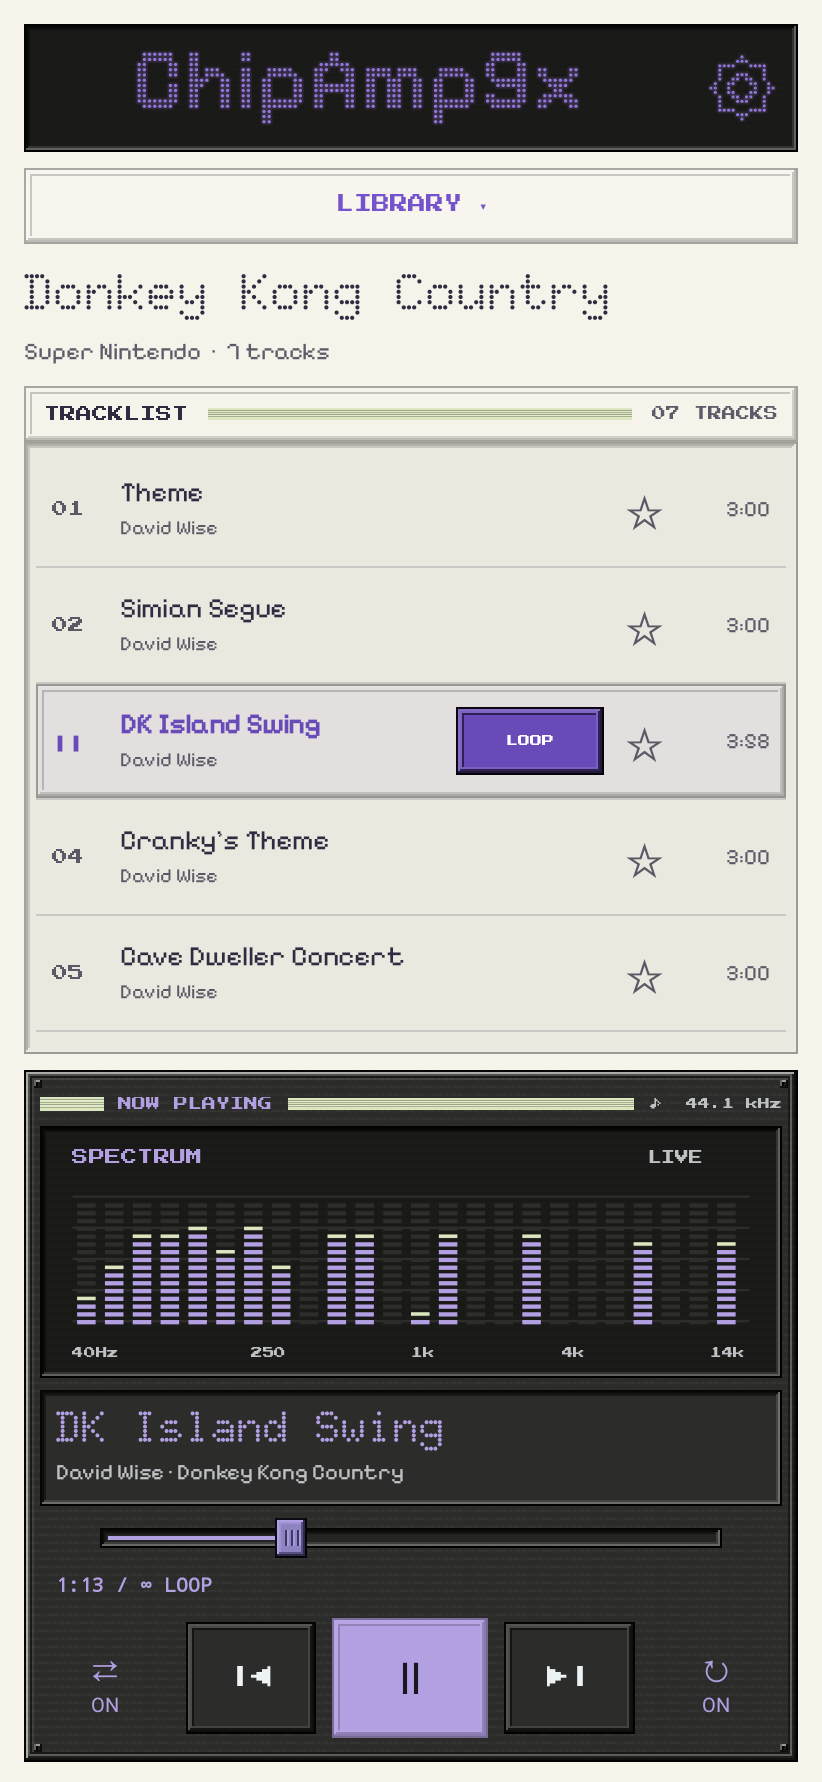 ChipAmp9x
LIBRARY ▾
Donkey Kong Country
Super Nintendo · 7 tracks
TRACKLIST 07 TRACKS
01 Theme 3:00
David Wise
02 Simian Segue 3:00
David Wise
DK Island Swing LOOP 3:58
David Wise
04 Cranky's Theme 3:00
David Wise
05 Cave Dweller Concert 3:00
David Wise
NOW PLAYING ♪ 44.1 kHz
SPECTRUM LIVE
40Hz 250 1k 4k 14k
DK Island Swing
David Wise · Donkey Kong Country
1:13 / ∞ LOOP
ON ON